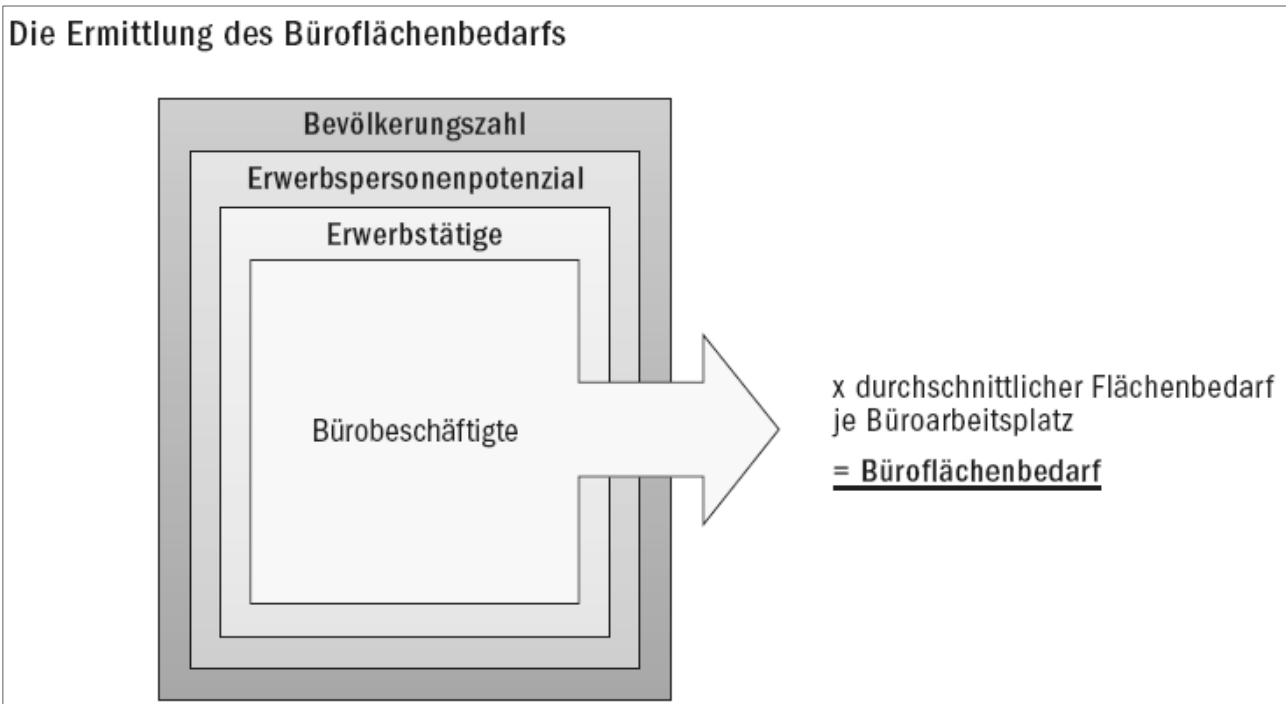 Die Ermittlung des Büroflächenbedarfs
Bevölkerungszahl
Erwerbspersonenpotenzial
Erwerbstätige
Bürobeschäftigte
x durchschnittlicher Flächenbedarf
je Büroarbeitsplatz
= Büroflächenbedarf